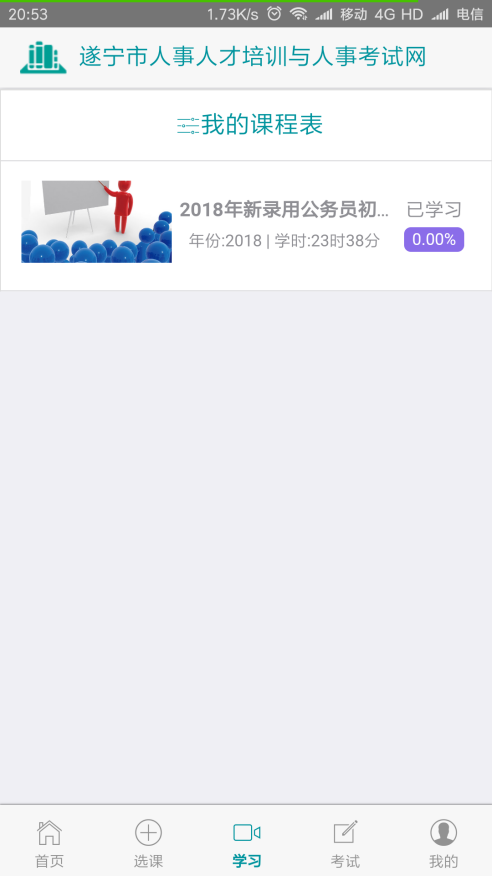 20:53 1.73K/s 移动 4G HD 电信
遂宁市人事人才培训与人事考试网
我的课程表
2018年新录用公务员初... 已学习
年份:2018 | 学时:23时38分 0.00%
首页 选课 学习 考试 我的